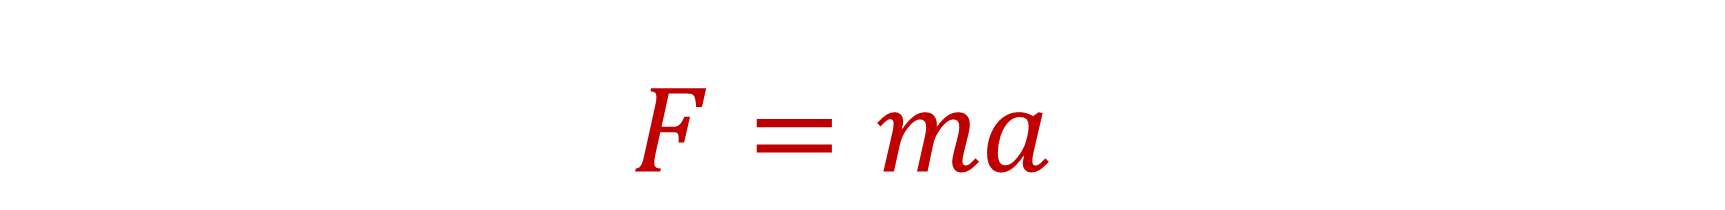 F = ma